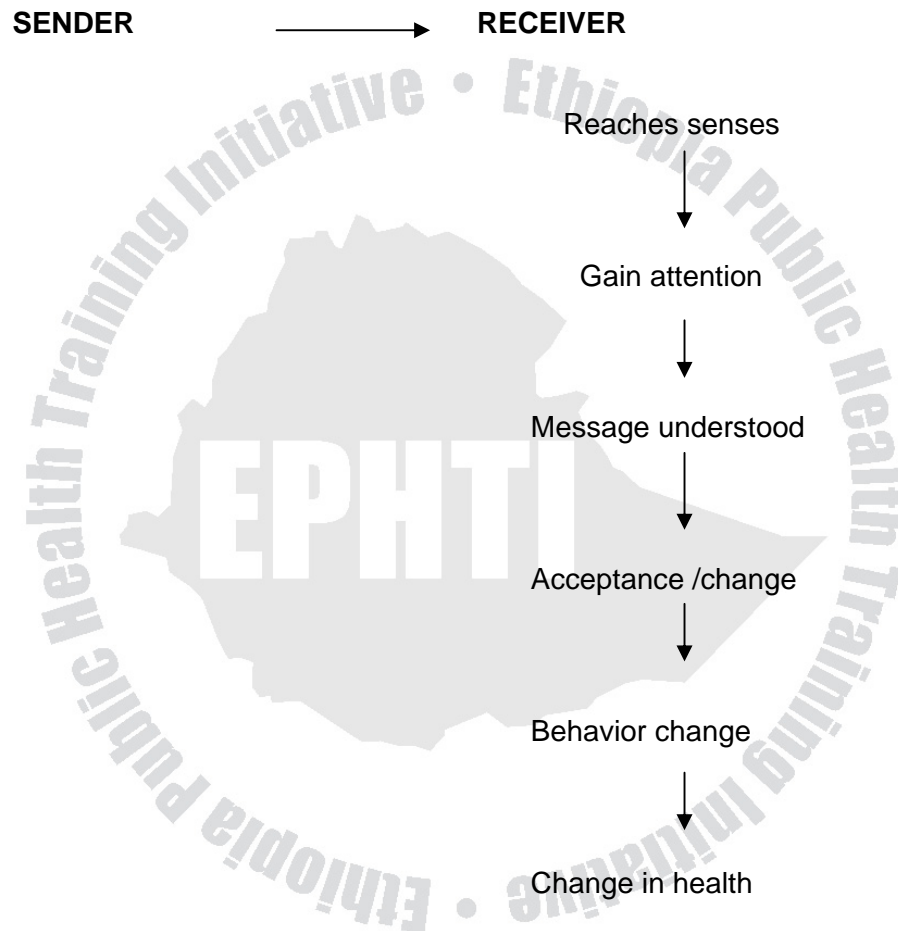 SENDER RECEIVER
Ethiopia Public Health Training Initiative • Ethiopia Public Health Training Initiative •
Reaches senses
Gain attention
Message understood
EPHTI
Acceptance /change
Behavior change
Change in health